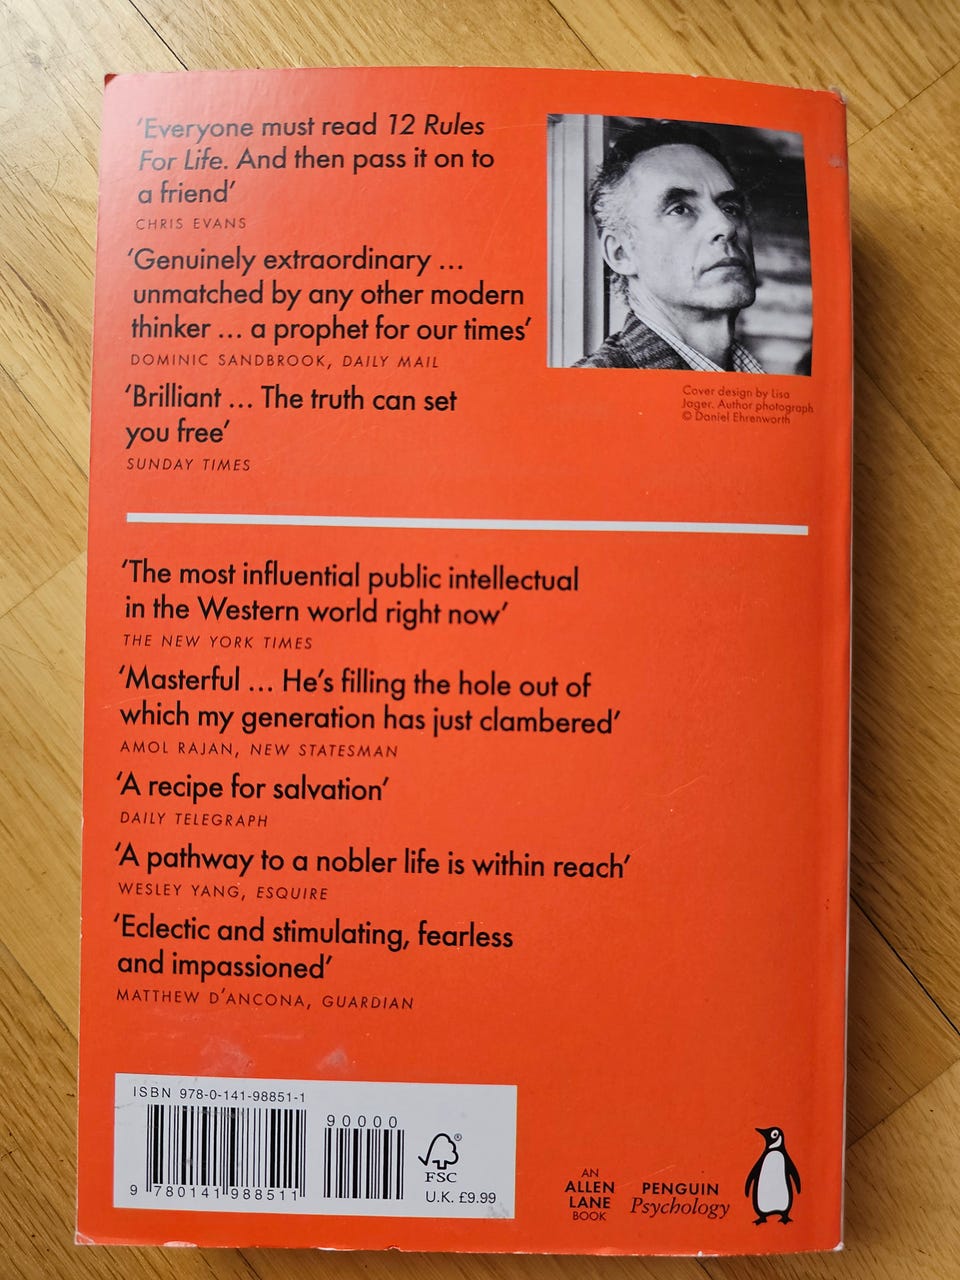 ‘Everyone must read 12 Rules
For Life. And then pass it on to
a friend’
CHRIS EVANS
‘Genuinely extraordinary ...
unmatched by any other modern
thinker ... a prophet for our times’
DOMINIC SANDBROOK, DAILY MAIL
‘Brilliant ... The truth can set
you free’
SUNDAY TIMES
Cover design by Lisa
Jager. Author photograph
© Daniel Ehrenworth
‘The most influential public intellectual
in the Western world right now’
THE NEW YORK TIMES
‘Masterful ... He’s filling the hole out of
which my generation has just clambered’
AMOL RAJAN, NEW STATESMAN
‘A recipe for salvation’
DAILY TELEGRAPH
‘A pathway to a nobler life is within reach’
WESLEY YANG, ESQUIRE
‘Eclectic and stimulating, fearless
and impassioned’
MATTHEW D’ANCONA, GUARDIAN
ISBN 978-0-141-98851-1
90000
9 780141 988511
®
FSC
U.K. £9.99
AN
ALLEN
LANE
BOOK
PENGUIN
Psychology